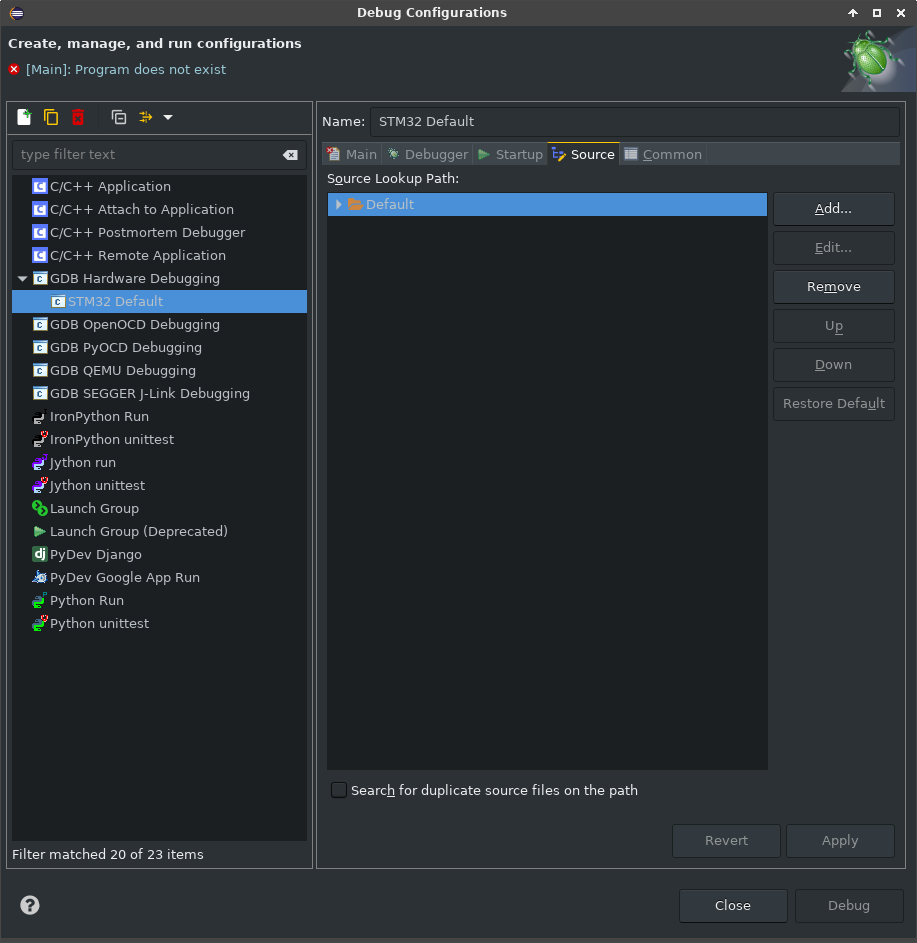 Debug Configurations
Create, manage, and run configurations
[Main]: Program does not exist
type filter text
C/C++ Application
C/C++ Attach to Application
C/C++ Postmortem Debugger
C/C++ Remote Application
GDB Hardware Debugging
STM32 Default
GDB OpenOCD Debugging
GDB PyOCD Debugging
GDB QEMU Debugging
GDB SEGGER J-Link Debugging
IronPython Run
IronPython unittest
Jython run
Jython unittest
Launch Group
Launch Group (Deprecated)
PyDev Django
PyDev Google App Run
Python Run
Python unittest
Filter matched 20 of 23 items
Name: STM32 Default
Main Debugger Startup Source Common
Source Lookup Path:
Default
Add...
Edit...
Remove
Up
Down
Restore Default
Search for duplicate source files on the path
Revert Apply
Close Debug